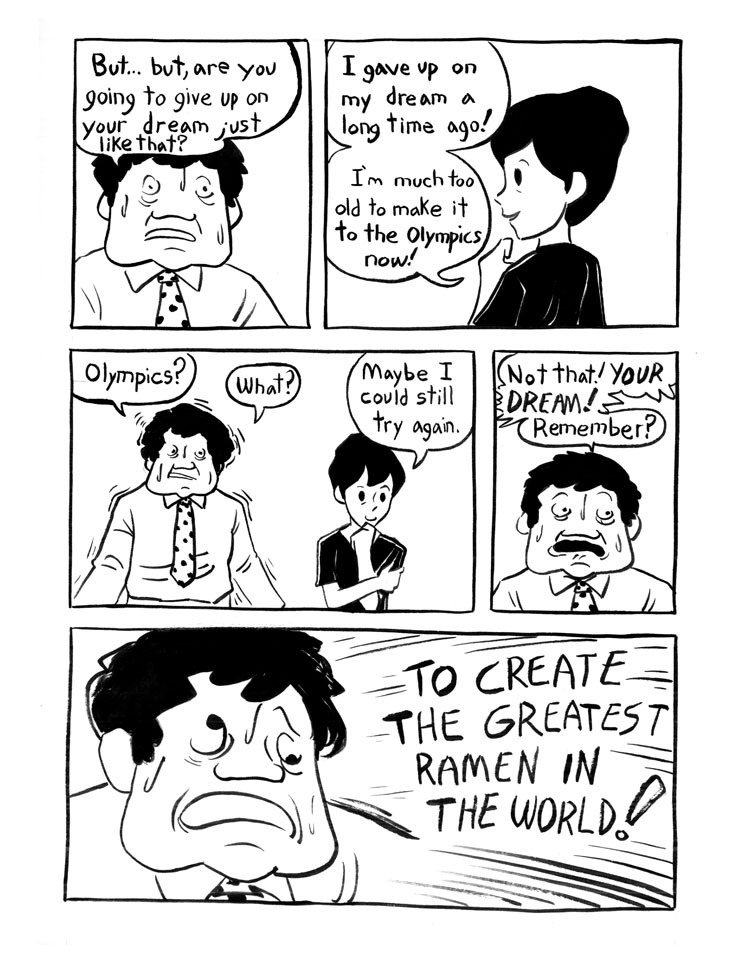 But... but, are you
going to give up on
your dream just
like that?
I gave up on
my dream a
long time ago!
I'm much too
old to make it
to the Olympics
now!
Olympics?
What?
Maybe I
could still
try again.
Not that! YOUR
DREAM!
Remember?
TO CREATE
THE GREATEST
RAMEN IN
THE WORLD!